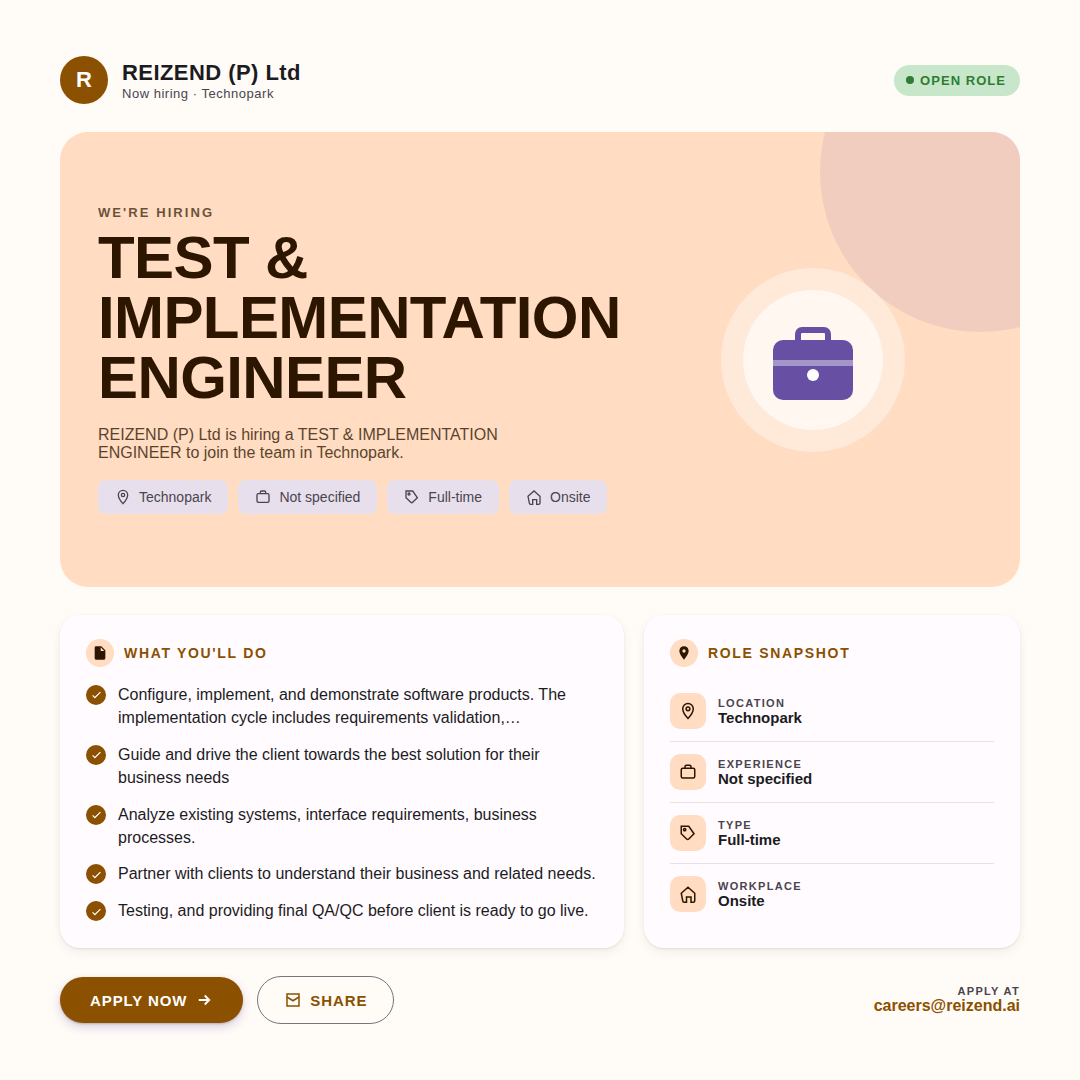 R
REIZEND (P) Ltd
Now hiring · Technopark
OPEN ROLE
WE'RE HIRING
TEST &
IMPLEMENTATION
ENGINEER
REIZEND (P) Ltd is hiring a TEST & IMPLEMENTATION
ENGINEER to join the team in Technopark.
Technopark
Not specified
Full-time
Onsite
WHAT YOU'LL DO
Configure, implement, and demonstrate software products. The
implementation cycle includes requirements validation,…
Guide and drive the client towards the best solution for their
business needs
Analyze existing systems, interface requirements, business
processes.
Partner with clients to understand their business and related needs.
Testing, and providing final QA/QC before client is ready to go live.
ROLE SNAPSHOT
LOCATION
Technopark
EXPERIENCE
Not specified
TYPE
Full-time
WORKPLACE
Onsite
APPLY NOW
SHARE
APPLY AT
careers@reizend.ai